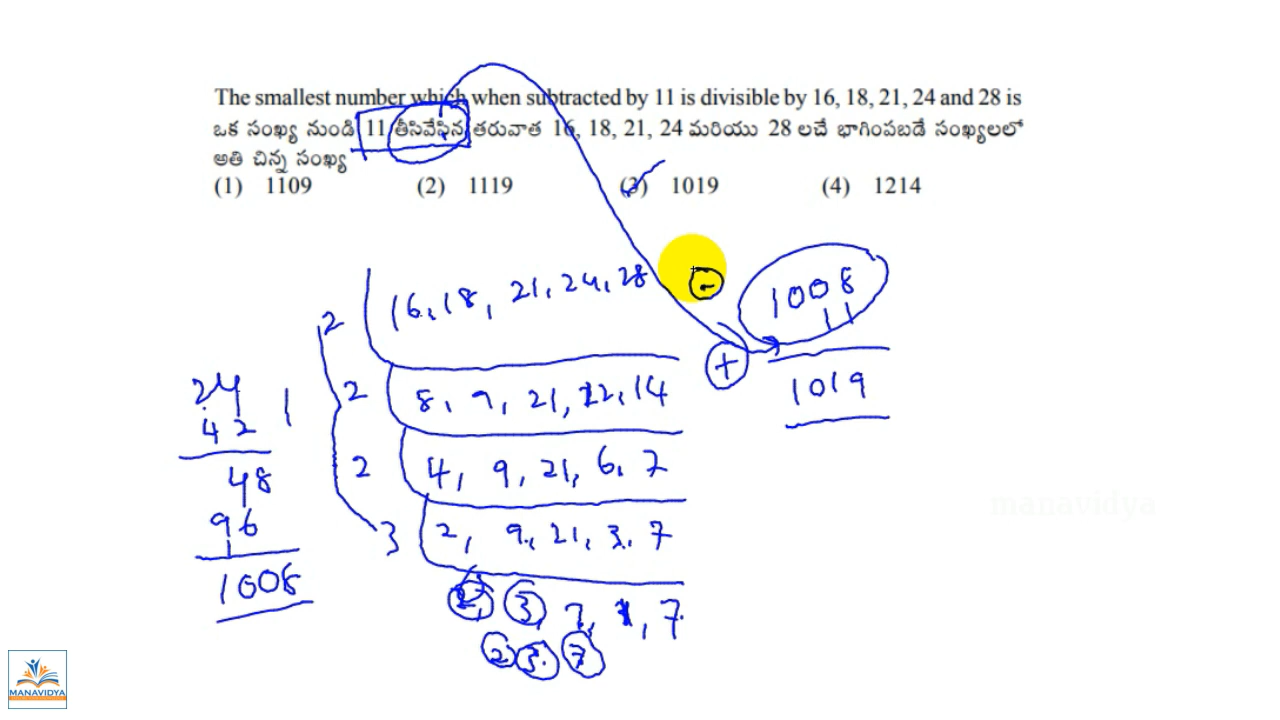 The smallest number which when subtracted by 11 is divisible by 16, 18, 21, 24 and 28 is
ఒక సంఖ్య నుండి 11 తీసివేసిన తరువాత 16, 18, 21, 24 మరియు 28 లచే భాగింపబడే సంఖ్యలలో
అతి చిన్న సంఖ్య
(1) 1109 (2) 1119 (3) 1019 (4) 1214
2 16, 18, 21, 24, 28
2 8, 9, 21, 12, 14
2 4, 9, 21, 6, 7
3 2, 9, 21, 3, 7
2, 3, 7, 1, 7
2 3 7
- 1008
11
+
1019
24
42 1
48
96
1
1008
manavidya
MANAVIDYA